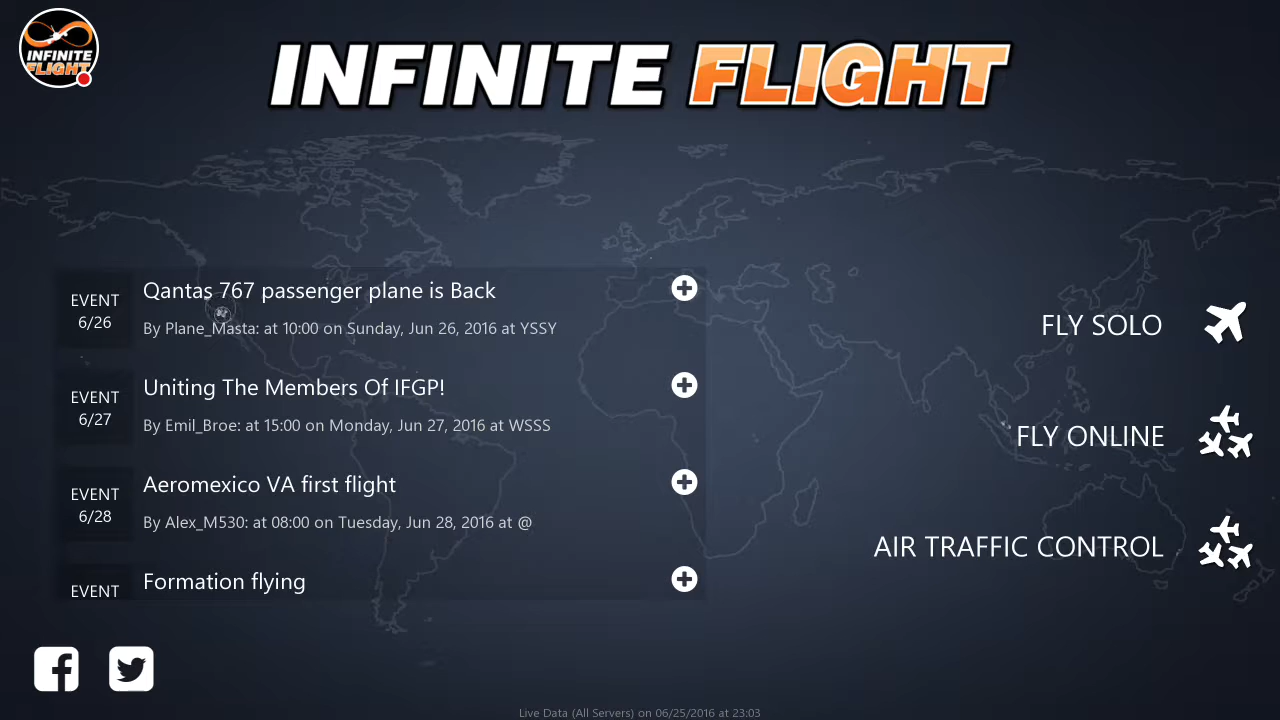 INFINITE
FLIGHT
INFINITE FLIGHT
EVENT
6/26
Qantas 767 passenger plane is Back
By Plane_Masta: at 10:00 on Sunday, Jun 26, 2016 at YSSY
EVENT
6/27
Uniting The Members Of IFGP!
By Emil_Broe: at 15:00 on Monday, Jun 27, 2016 at WSSS
EVENT
6/28
Aeromexico VA first flight
By Alex_M530: at 08:00 on Tuesday, Jun 28, 2016 at @
EVENT
Formation flying
FLY SOLO
FLY ONLINE
AIR TRAFFIC CONTROL
Live Data (All Servers) on 06/25/2016 at 23:03